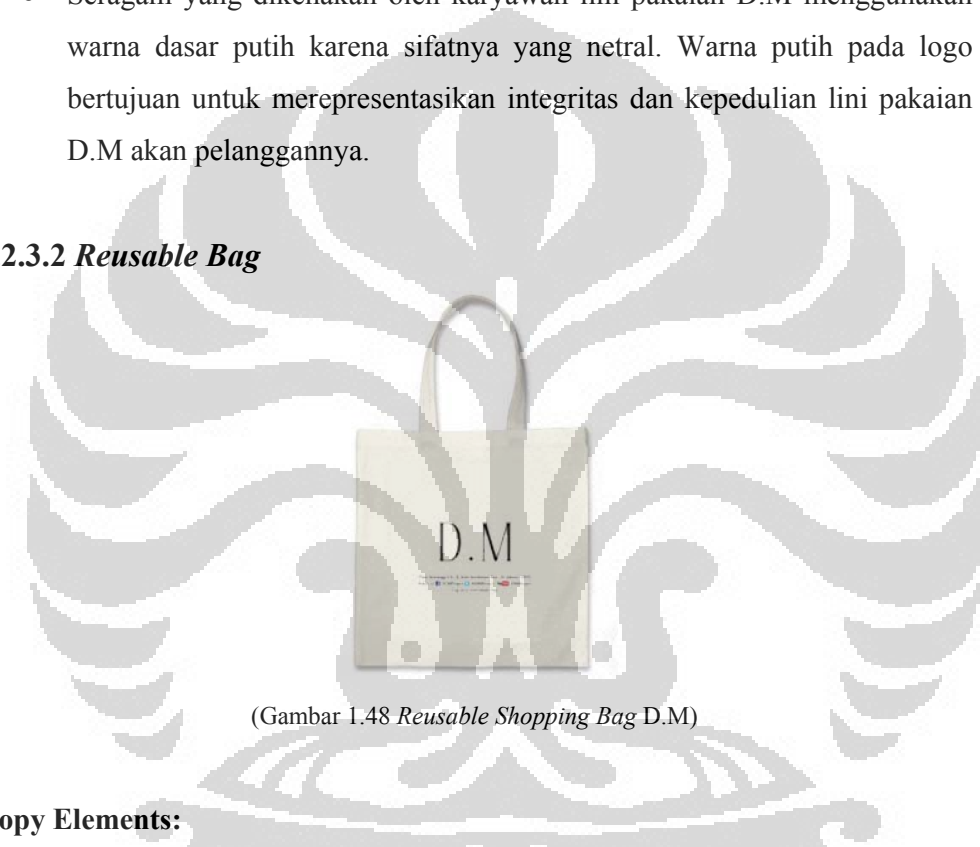 Seragam yang dikenakan oleh karyawan lini pakaian D.M menggunakan
warna dasar putih karena sifatnya yang netral. Warna putih pada logo
bertujuan untuk merepresentasikan integritas dan kepedulian lini pakaian
D.M akan pelanggannya.
2.3.2 Reusable Bag
D.M
(Gambar 1.48 Reusable Shopping Bag D.M)
opy Elements: